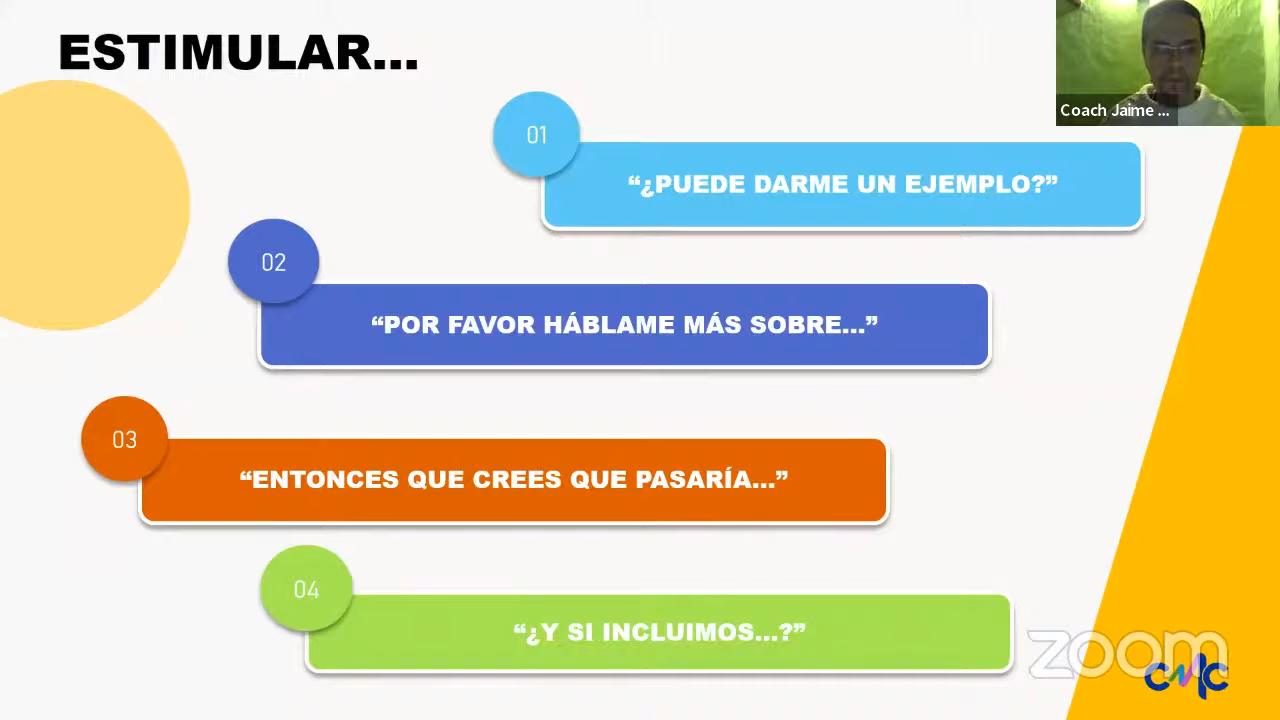 ESTIMULAR...
Coach Jaime ...
01
“¿PUEDE DARME UN EJEMPLO?”
02
“POR FAVOR HÁBLAME MÁS SOBRE...”
03
“ENTONCES QUE CREES QUE PASARÍA...”
04
“¿Y SI INCLUIMOS...?”
zoom
CMC